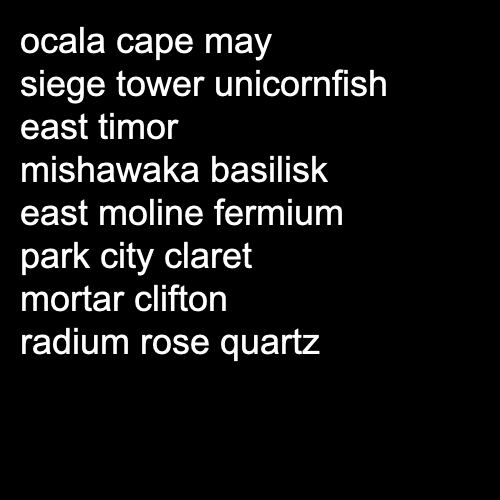 ocala cape may
siege tower unicornfish
east timor
mishawaka basilisk
east moline fermium
park city claret
mortar clifton
radium rose quartz